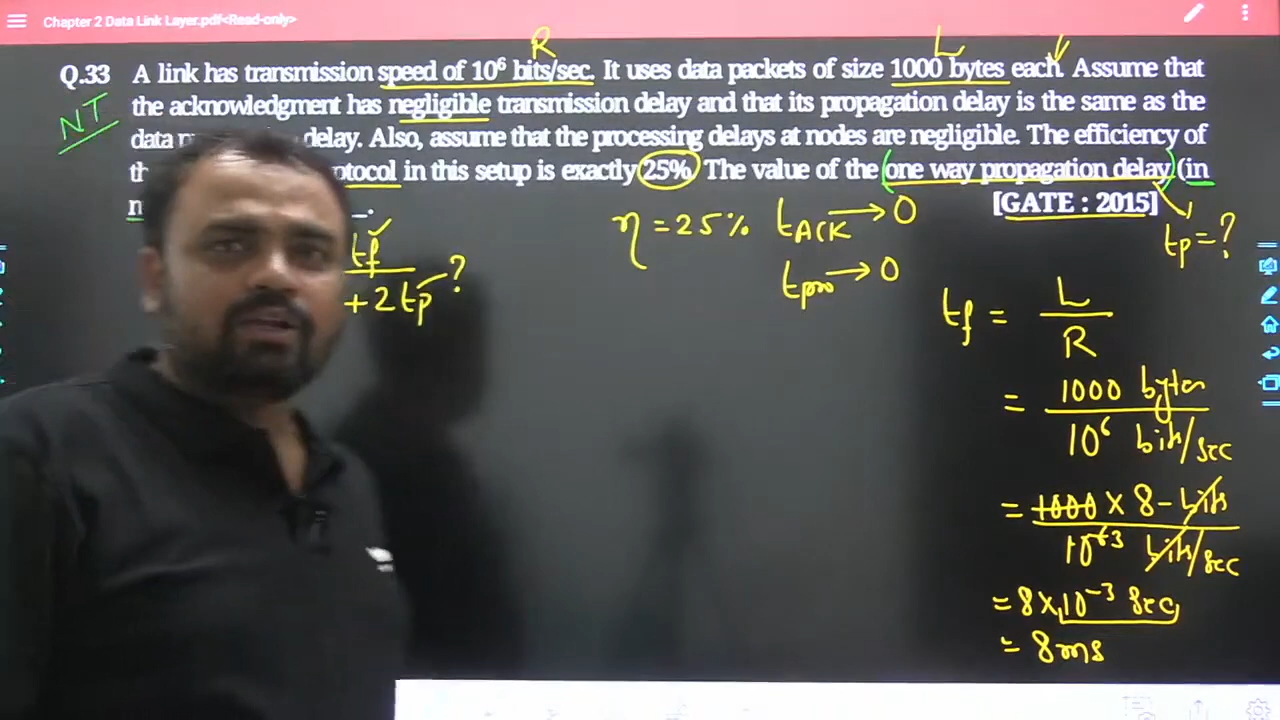 Chapter 2 Data Link Layer.pdf<Read-only>
R L
Q.33 A link has transmission speed of 10⁶ bits/sec. It uses data packets of size 1000 bytes each. Assume that
NT the acknowledgment has negligible transmission delay and that its propagation delay is the same as the
data delay. Also, assume that the processing delays at nodes are negligible. The efficiency of
in this setup is exactly 25%. The value of the (one way propagation delay) (in
[GATE : 2015]
η = 25% tACK → 0
tp = ?
tf
+ 2tp ?
tpro → 0
tf = L/R
= 1000 bytes / 10⁶ bits/sec
= 1000 × 8 bits / 10⁶ 3 bits/sec
= 8 × 10⁻³ sec
= 8ms